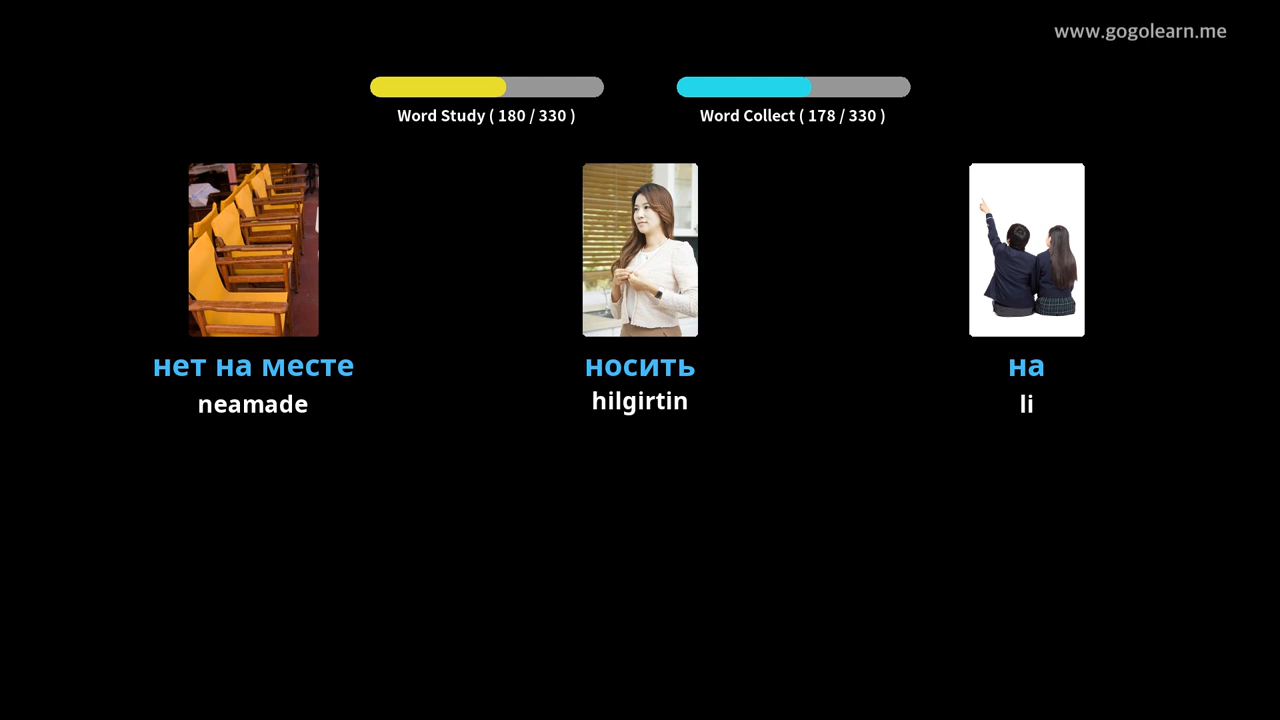 www.gogolearn.me
Word Study ( 180 / 330 )
Word Collect ( 178 / 330 )
нет на месте
neamade
носить
hilgirtin
на
li